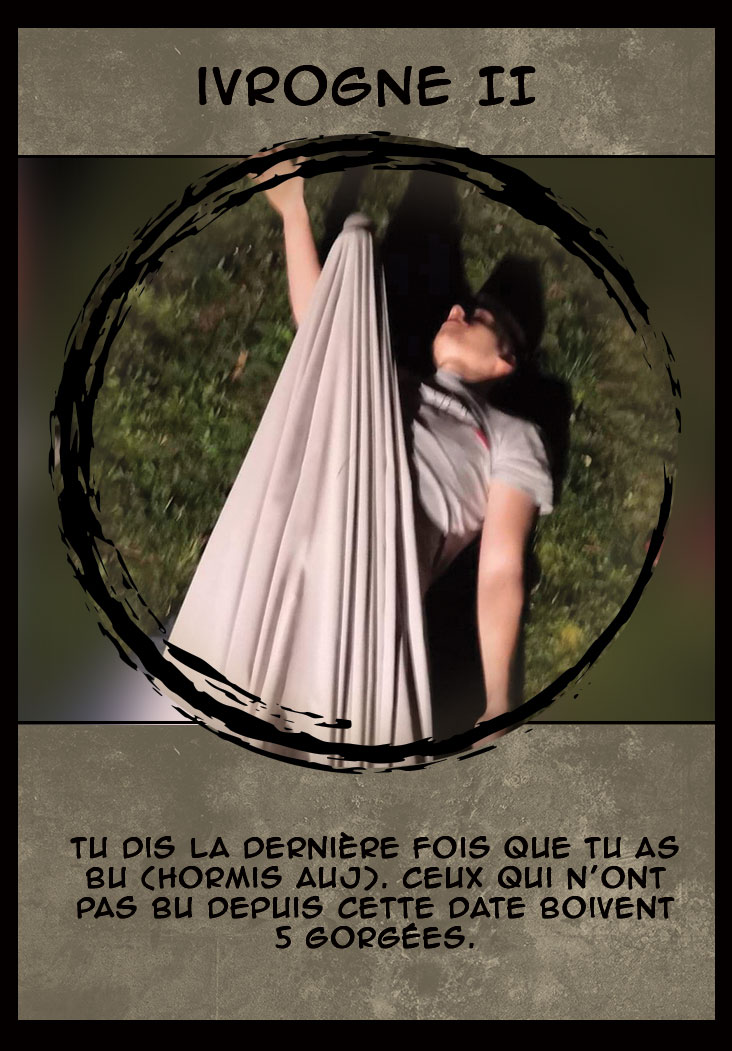 IVROGNE II
TU DIS LA DERNIÈRE FOIS QUE TU AS
BU (HORMIS AUJ). CEUX QUI N'ONT
PAS BU DEPUIS CETTE DATE BOIVENT
5 GORGÉES.